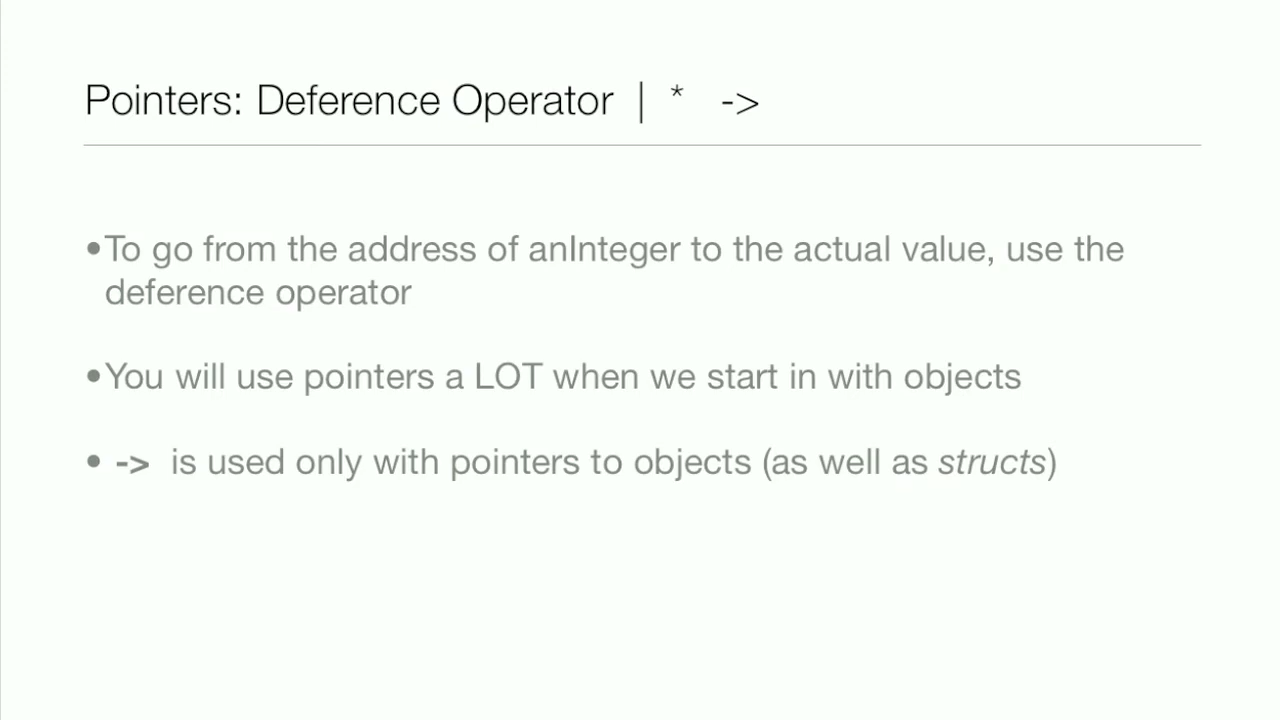 Pointers: Deference Operator | * ->
•To go from the address of anInteger to the actual value, use the
deference operator
•You will use pointers a LOT when we start in with objects
• -> is used only with pointers to objects (as well as structs)